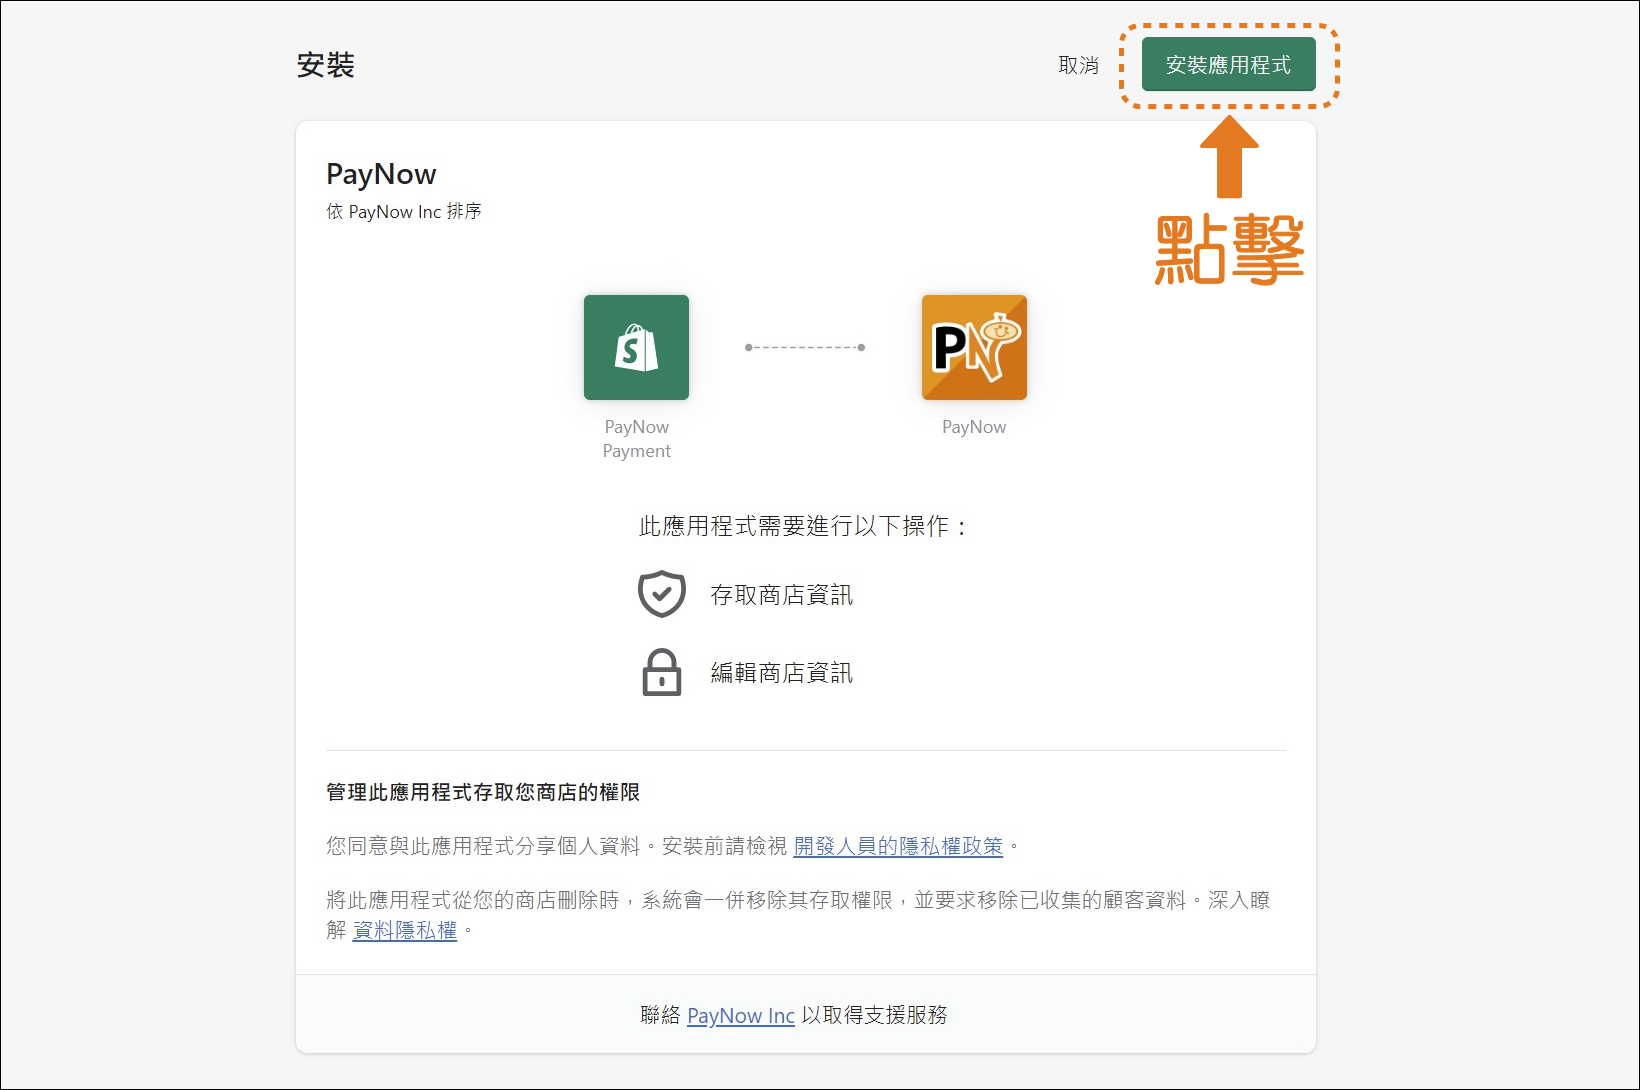 安裝
取消
安裝應用程式
點擊
PayNow
依 PayNow Inc 排序
S
PN
PayNow
Payment
PayNow
此應用程式需要進行以下操作：
存取商店資訊
編輯商店資訊
管理此應用程式存取您商店的權限
您同意與此應用程式分享個人資料。安裝前請檢視 開發人員的隱私權政策。
將此應用程式從您的商店刪除時，系統會一併移除其存取權限，並要求移除已收集的顧客資料。深入瞭
解 資料隱私權。
聯絡 PayNow Inc 以取得支援服務